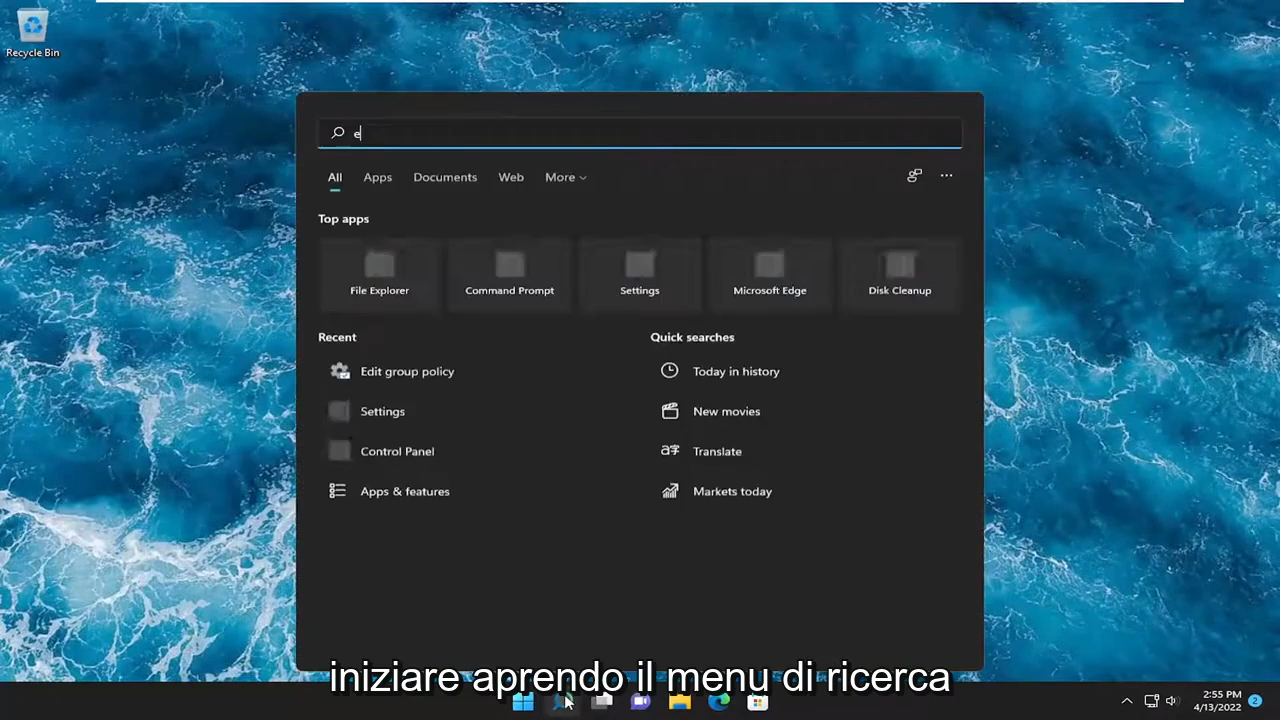 Recycle Bin
e
All
Apps
Documents
Web
More
Top apps
File Explorer
Command Prompt
Settings
Microsoft Edge
Disk Cleanup
Recent
Quick searches
Edit group policy
Today in history
Settings
New movies
Control Panel
Translate
Apps & features
Markets today
iniziare aprendo il menu di ricerca
2:55 PM
4/13/2022
2